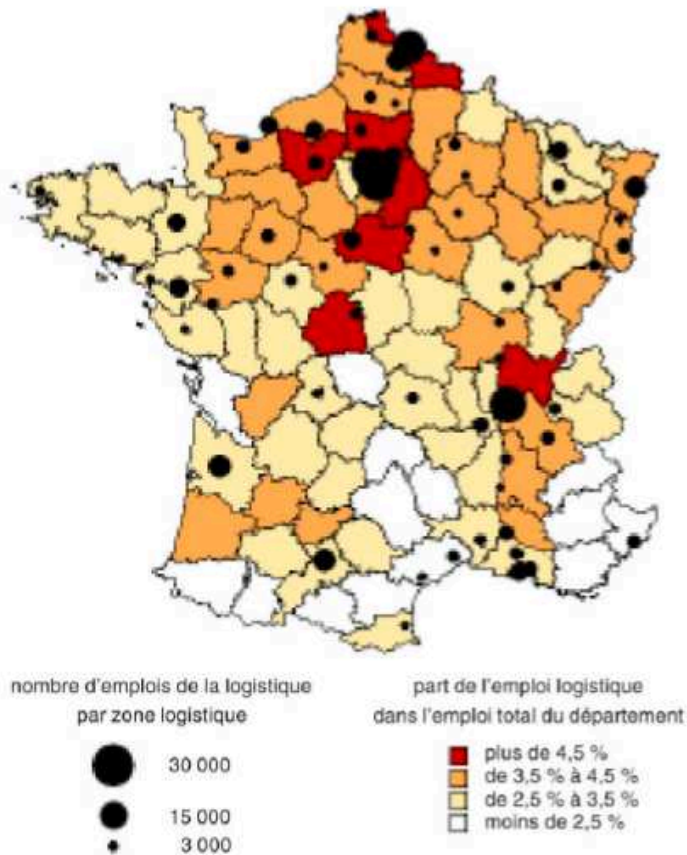 nombre d'emplois de la logistique
par zone logistique
30 000
15 000
3 000
part de l'emploi logistique
dans l'emploi total du département
plus de 4,5 %
de 3,5 % à 4,5 %
de 2,5 % à 3,5 %
moins de 2,5 %